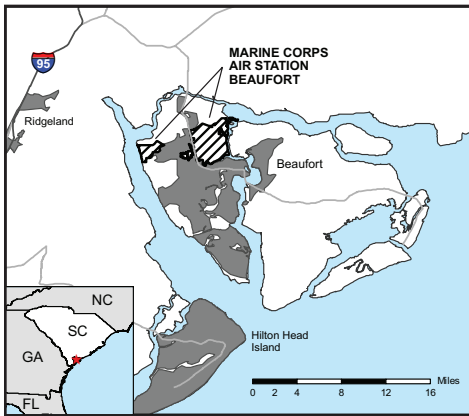 MARINE CORPS
AIR STATION
BEAUFORT
95
Ridgeland
Beaufort
NC
SC
GA
FL
Hilton Head
Island
Miles
0 2 4 8 12 16